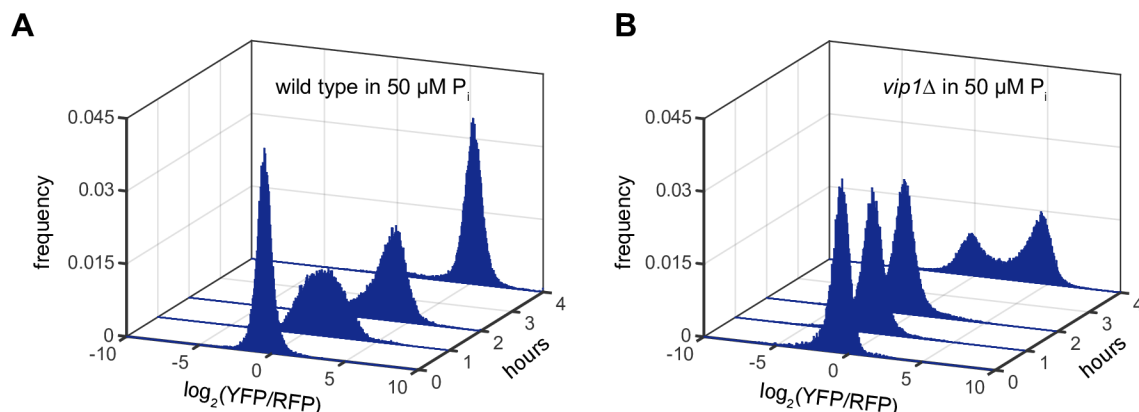 A
wild type in 50 µM Pi
frequency
0.045
0.03
0.015
0
-10
-5
0
5
10
log2(YFP/RFP)
0
1
2
3
4
hours
B
vip1Δ in 50 µM Pi
frequency
0.045
0.03
0.015
0
-10
-5
0
5
10
log2(YFP/RFP)
0
1
2
3
4
hours